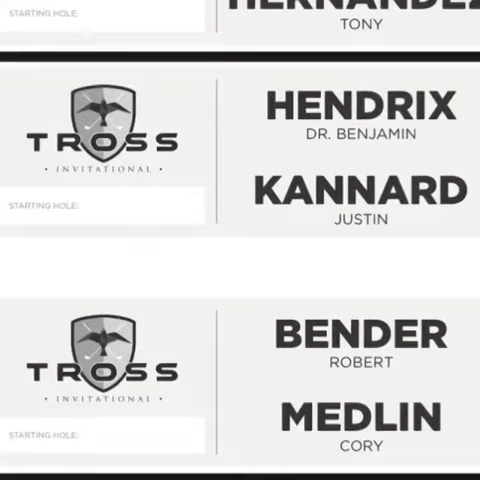 STARTING HOLE:
HERNANDEZ
TONY
TROSS
• INVITATIONAL •
STARTING HOLE:
HENDRIX
DR. BENJAMIN
KANNARD
JUSTIN
TROSS
• INVITATIONAL •
STARTING HOLE:
BENDER
ROBERT
MEDLIN
CORY